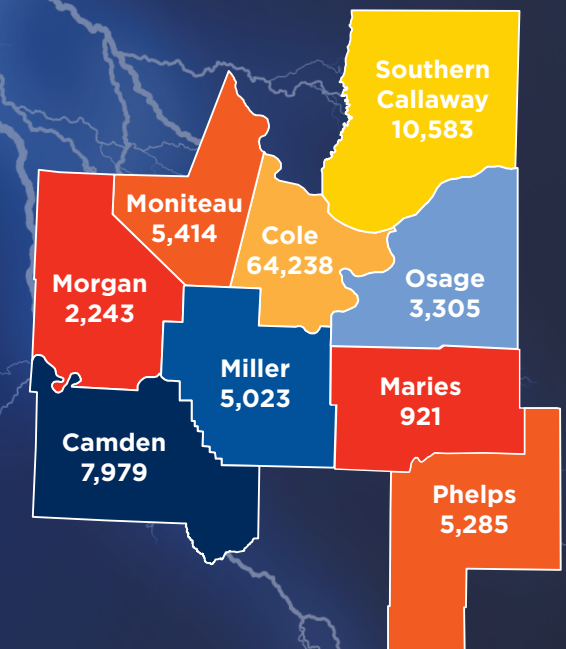 Southern
Callaway
10,583
Moniteau
5,414
Cole
64,238
Morgan
2,243
Osage
3,305
Miller
5,023
Maries
921
Camden
7,979
Phelps
5,285